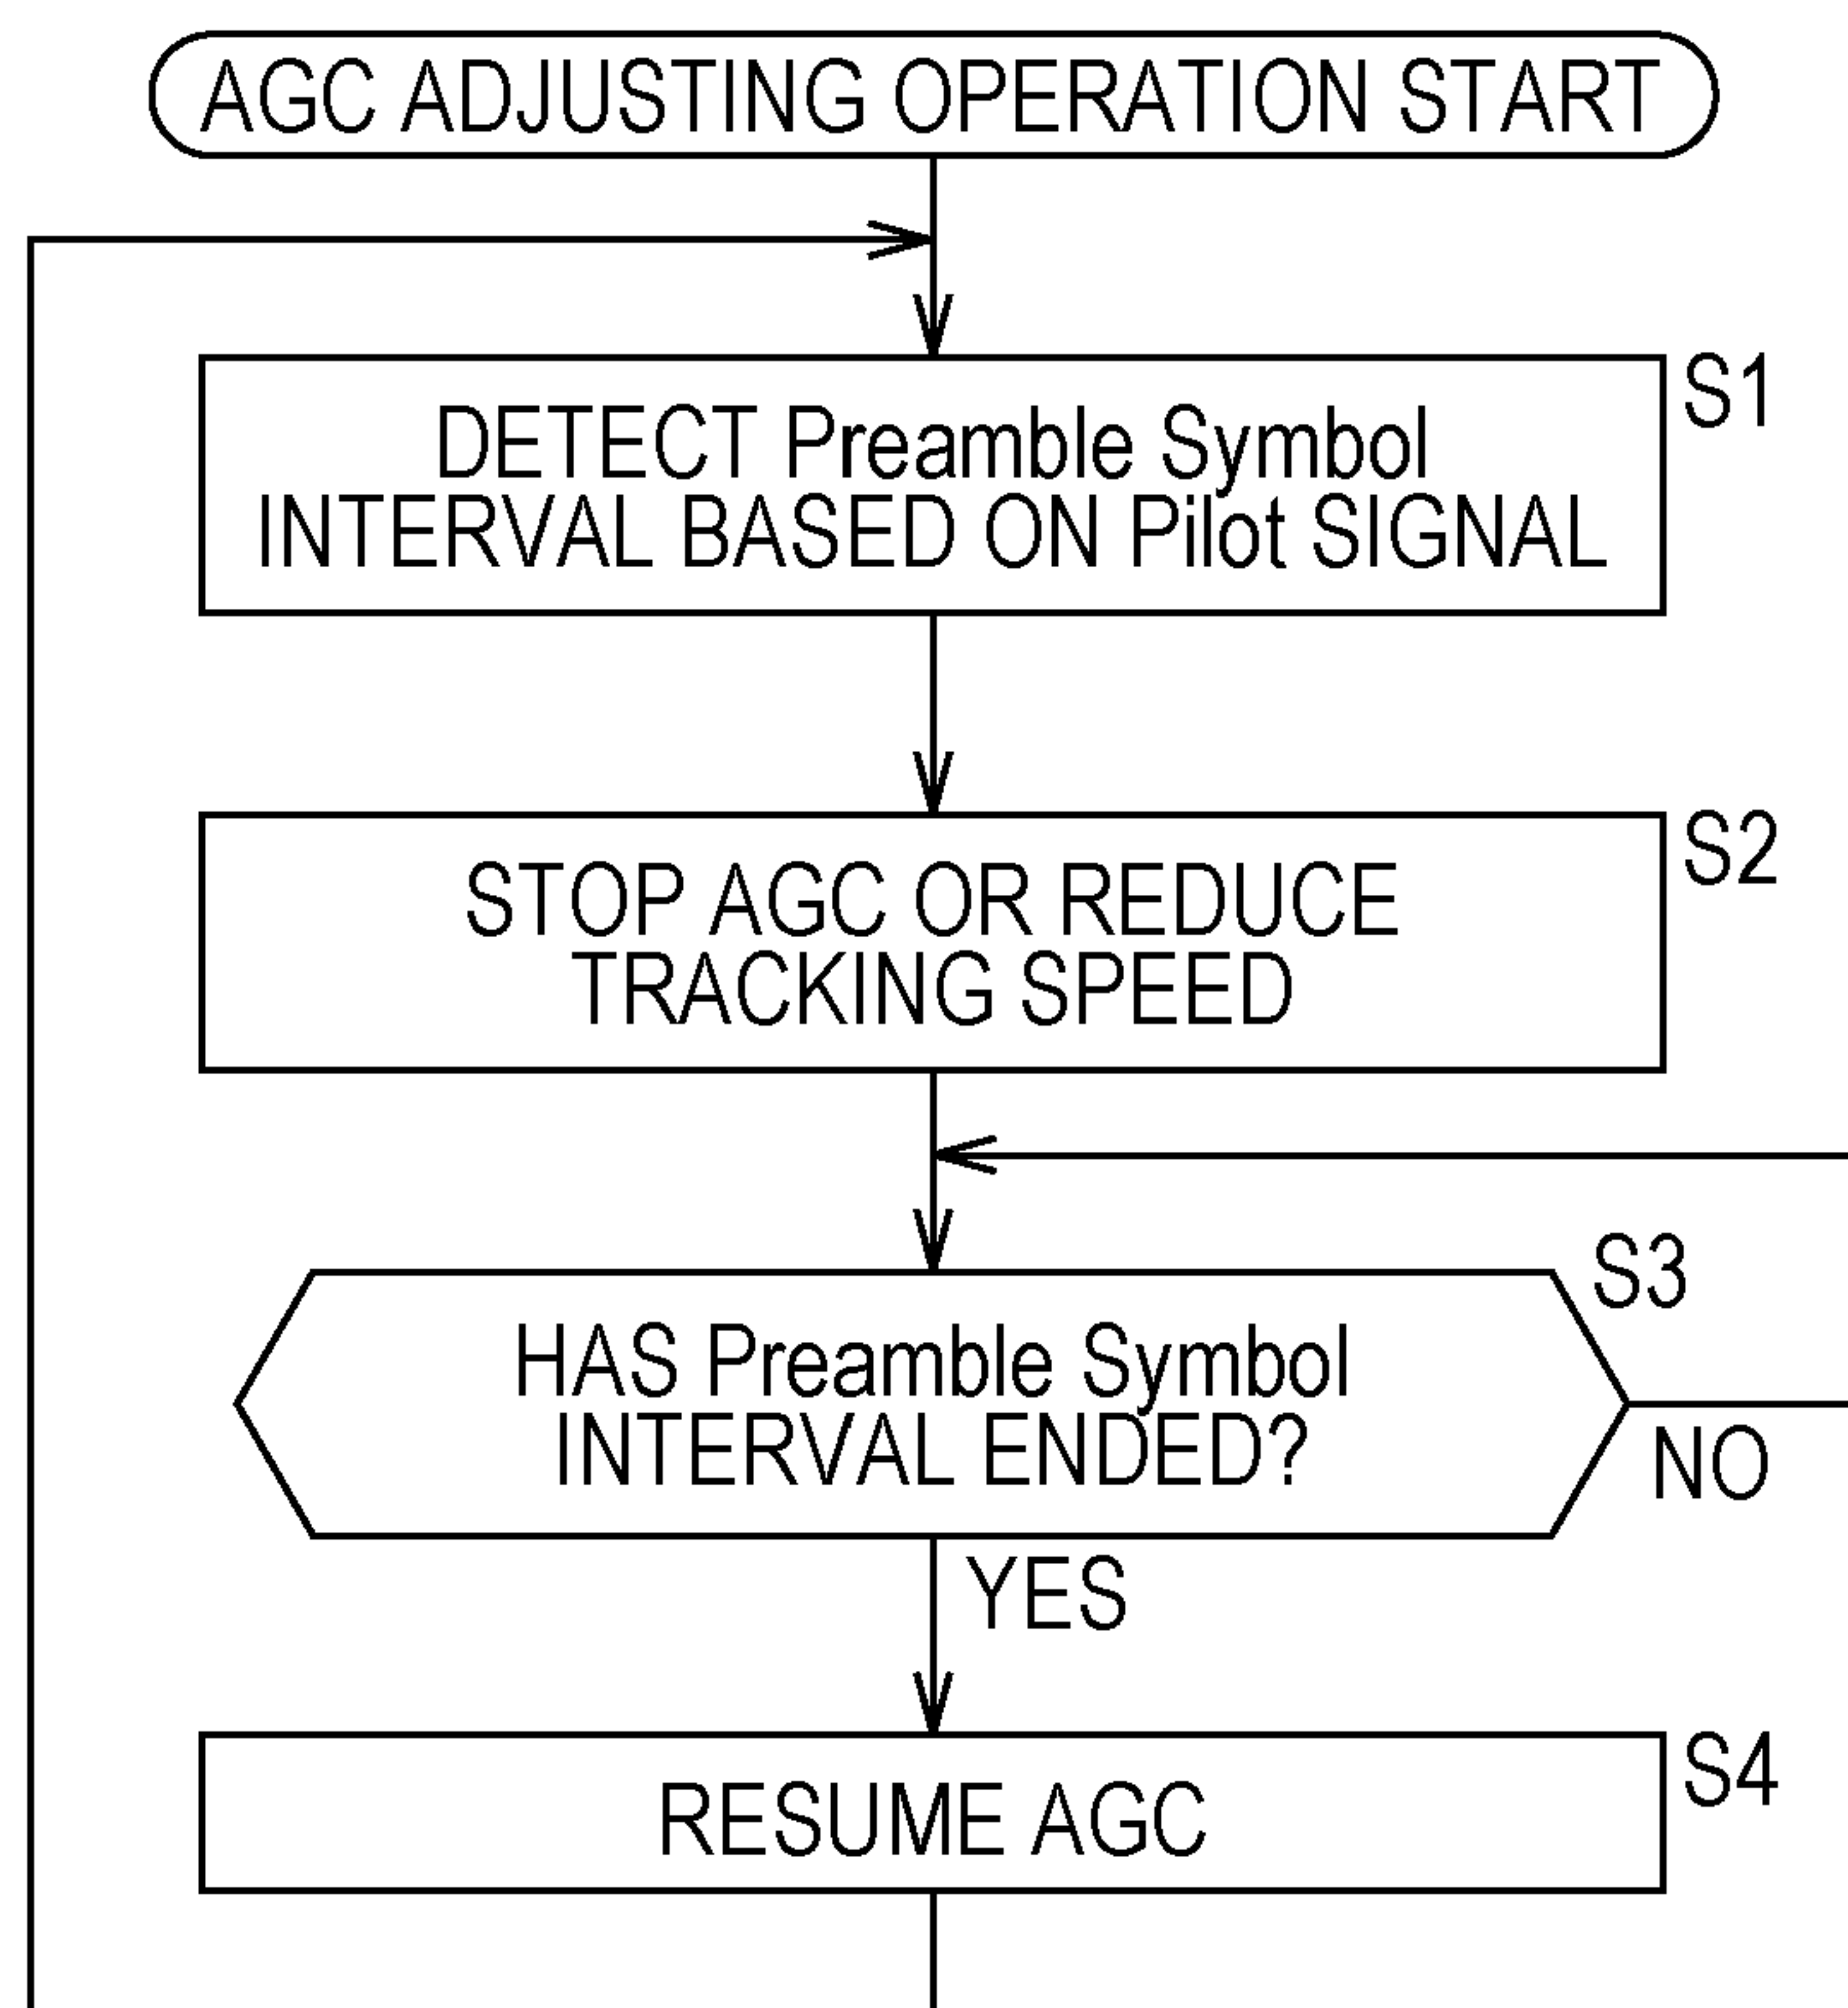 AGC ADJUSTING OPERATION START
S1
DETECT Preamble Symbol
INTERVAL BASED ON Pilot SIGNAL
S2
STOP AGC OR REDUCE
TRACKING SPEED
S3
HAS Preamble Symbol
INTERVAL ENDED?
NO
YES
S4
RESUME AGC